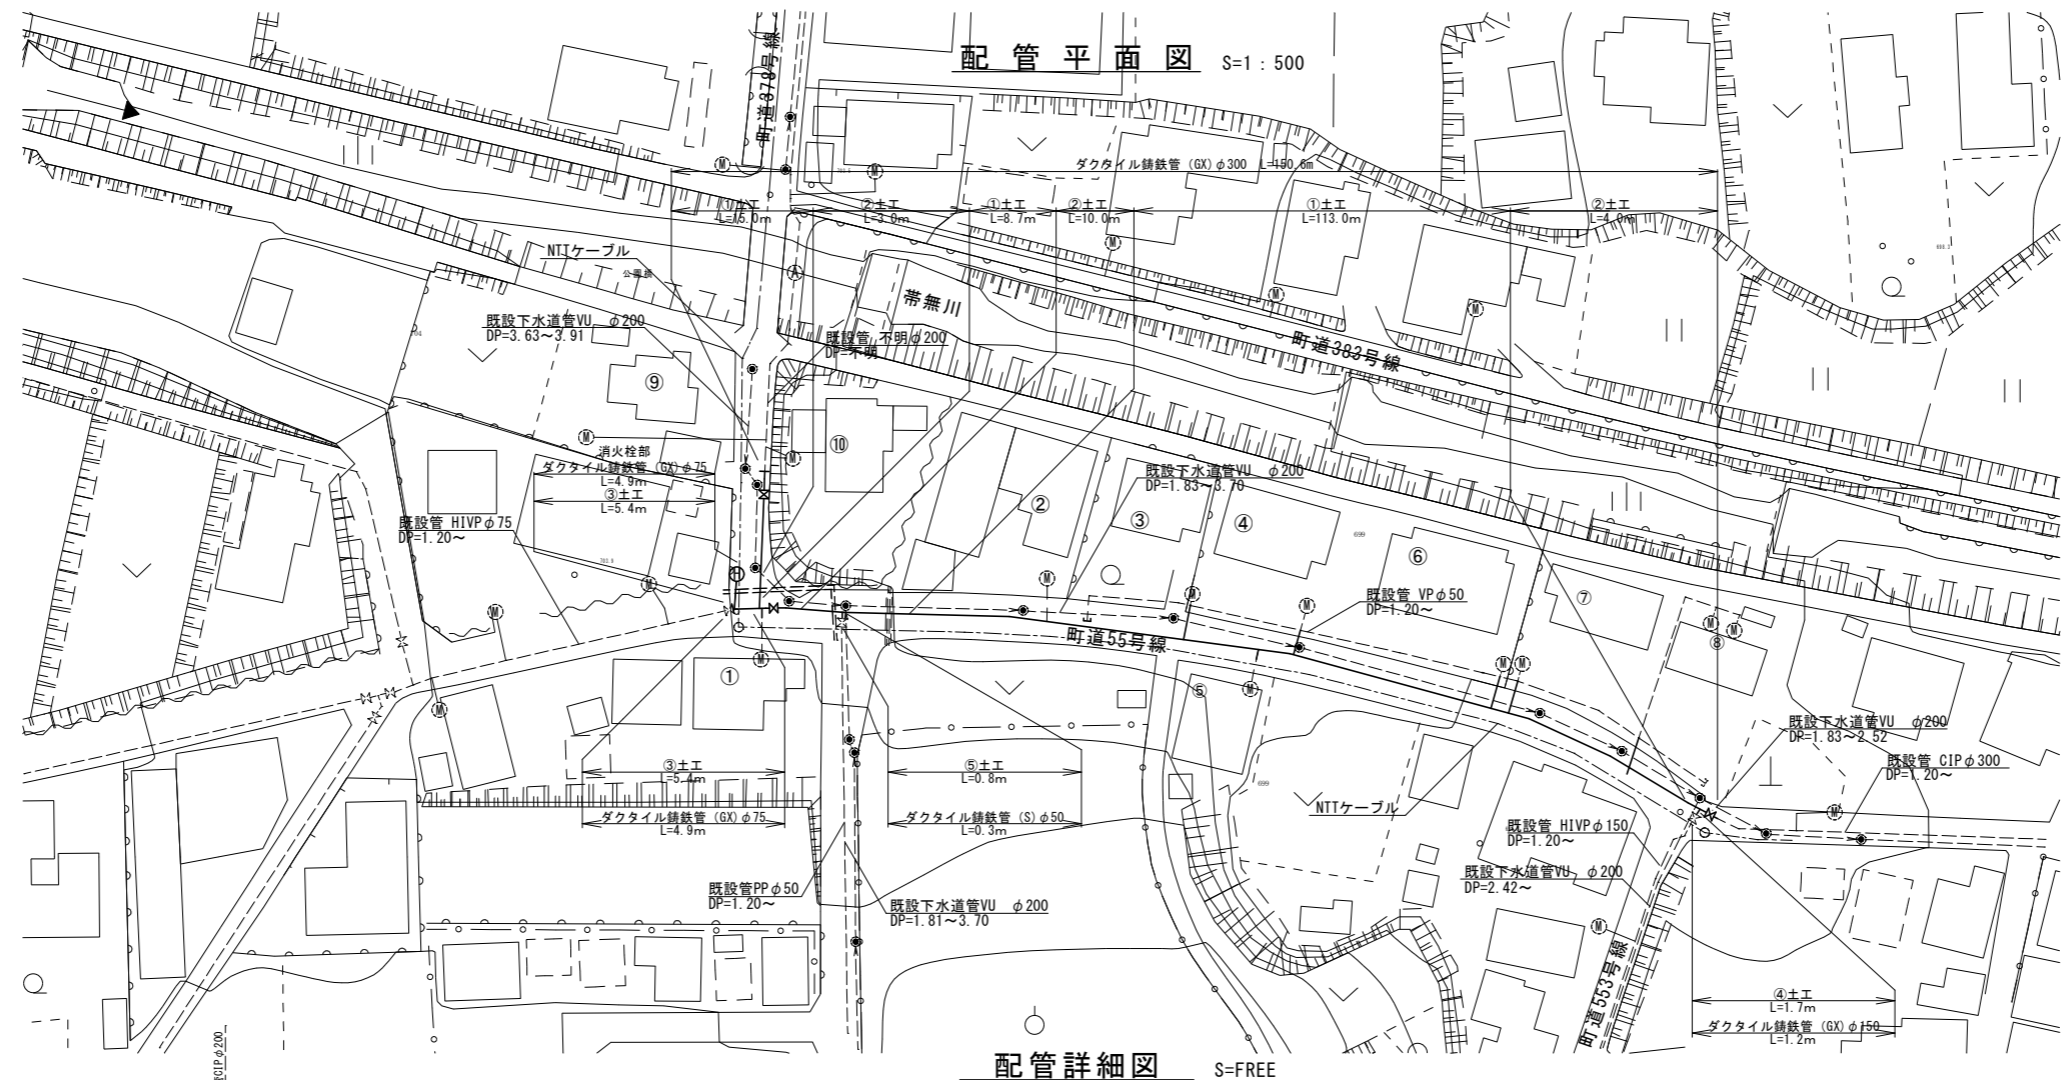 配管平面図 S=1：500
町道378号線
ダクタイル鋳鉄管（GX）φ300 L=150.6m
①土工
L=15.0m
②土工
L=3.0m
①土工
L=8.7m
②土工
L=10.0m
①土工
L=113.0m
②土工
L=4.0m
NTTケーブル
公園橋
帯無川
既設下水道管VU φ200
DP=3.63～3.91
既設管 不明φ200
DP=不明
町道383号線
⑨
⑩
消火栓部
ダクタイル鋳鉄管（GX）φ75
L=4.9m
③土工
L=5.4m
既設管 HIVPφ75
DP=1.20～
既設下水道管VU φ200
DP=1.83～3.70
②
③
④
699
⑥
⑦
⑧
既設管 VPφ50
DP=1.20～
町道55号線
①
⑤
699
③土工
L=5.4m
ダクタイル鋳鉄管（GX）φ75
L=4.9m
⑤土工
L=0.8m
ダクタイル鋳鉄管（S）φ50
L=0.3m
NTTケーブル
既設下水道管VU φ200
DP=1.83～2.52
既設管 CIPφ300
DP=1.20～
既設管 HIVPφ150
DP=1.20～
既設下水道管VU φ200
DP=2.42～
既設管PPφ50
DP=1.20～
既設下水道管VU φ200
DP=1.81～3.70
町道553号線
④土工
L=1.7m
ダクタイル鋳鉄管（GX）φ150
L=1.2m
配管詳細図 S=FREE